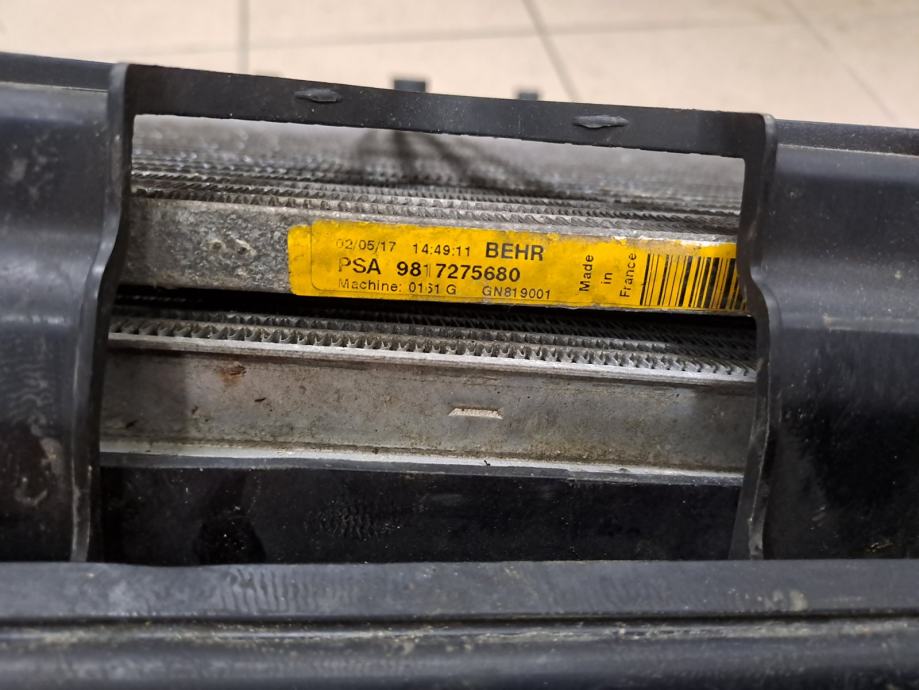 02/05/17 14:49:11 BEHR
PSA 9817275680
Machine: 0161 G GN819001
Made
in
France